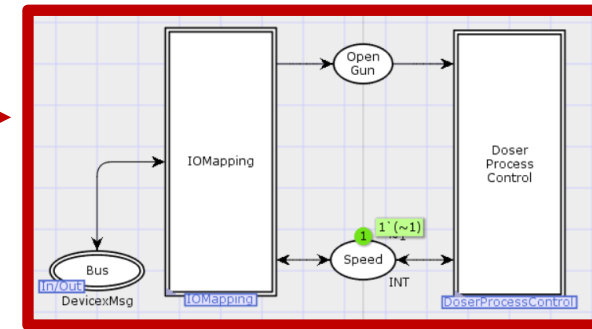 Open
Gun
IOMapping
Doser
Process
Control
1
1`(~1)
Speed
INT
Bus
In/Out
DevicexMsg
IOMapping
DoserProcessControl